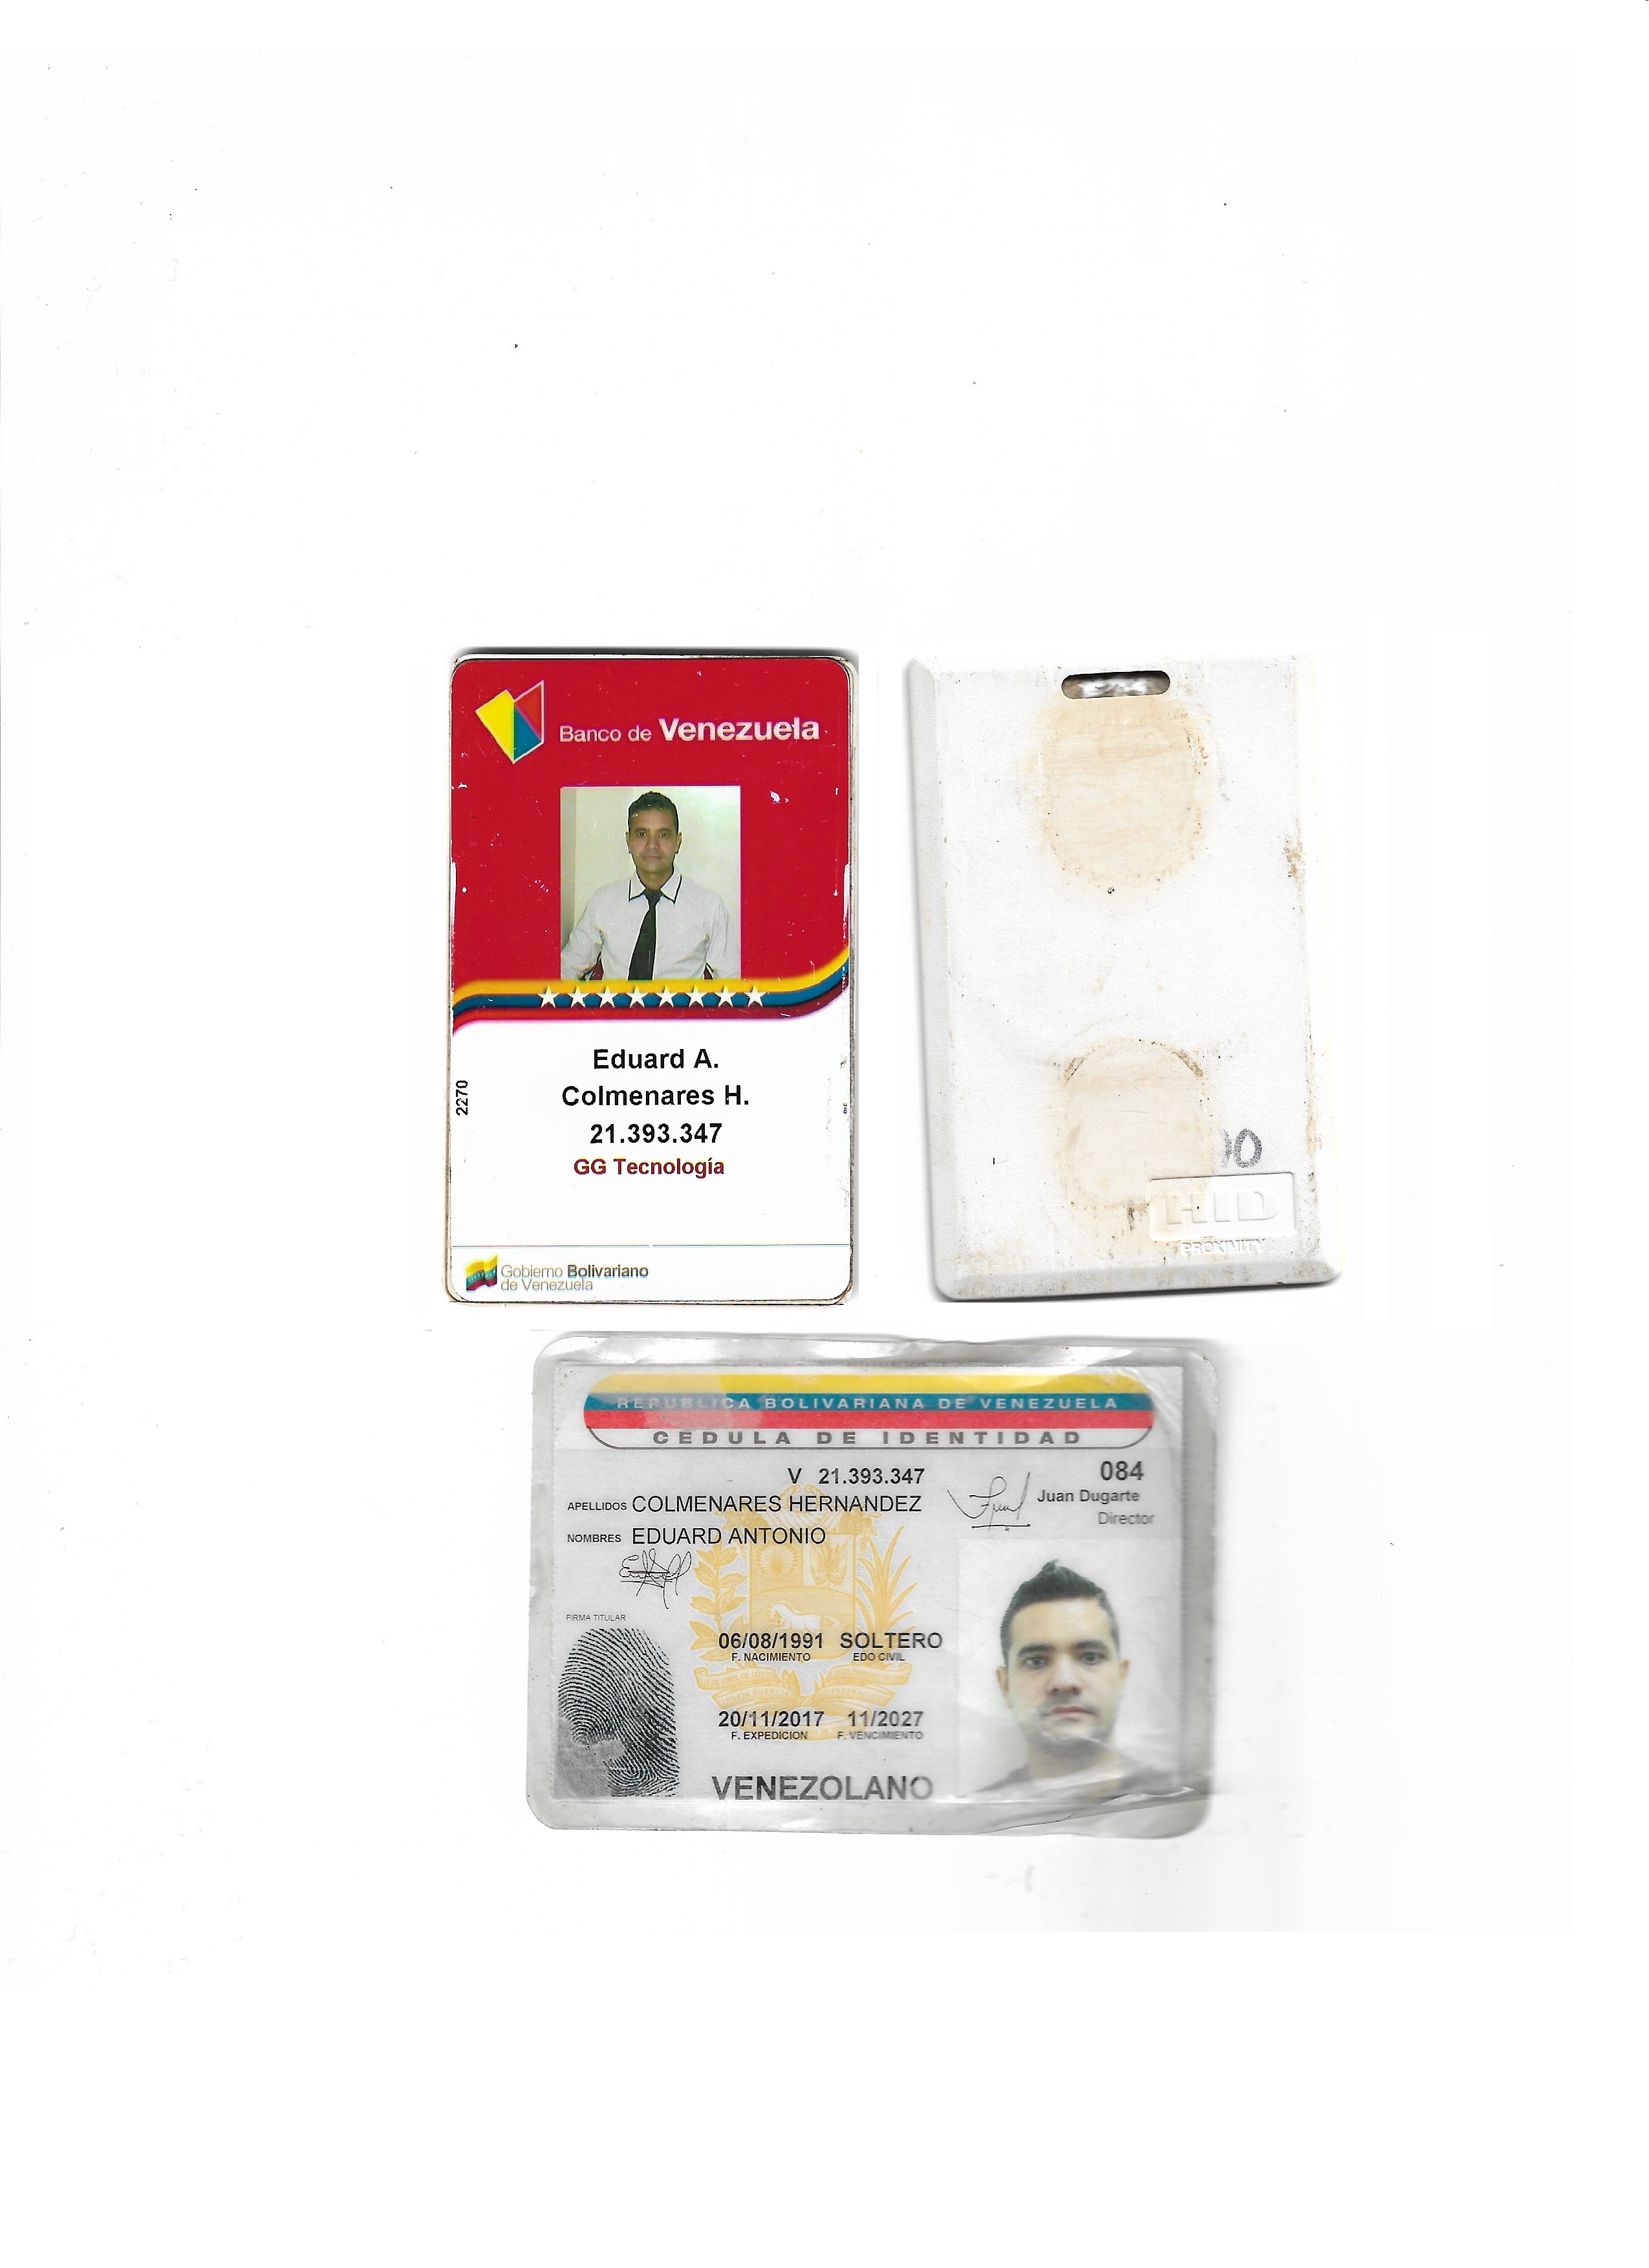 Banco de Venezuela
Eduard A.
Colmenares H.
21.393.347
GG Tecnología
2270
Gobierno Bolivariano
de Venezuela
HID
PROXIMITY
REPUBLICA BOLIVARIANA DE VENEZUELA
CEDULA DE IDENTIDAD
V 21.393.347
084
APELLIDOS COLMENARES HERNANDEZ
Juan Dugarte
Director
NOMBRES EDUARD ANTONIO
FIRMA TITULAR
06/08/1991 SOLTERO
F. NACIMIENTO EDO CIVIL
20/11/2017 11/2027
F. EXPEDICION F. VENCIMIENTO
VENEZOLANO